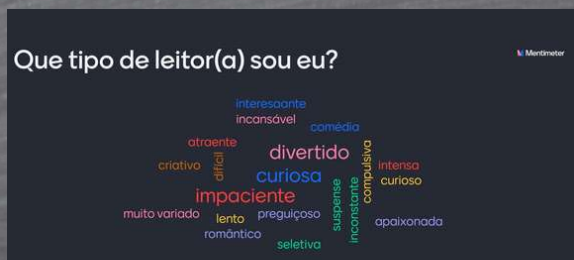 Que tipo de leitor(a) sou eu?
Mentimeter
interesaante
incansável
comédia
atraente
divertido
compulsiva
criativo
difícil
intensa
curiosa
curioso
impaciente
suspense
inconstante
muito variado
lento
preguiçoso
apaixonada
romântico
seletiva